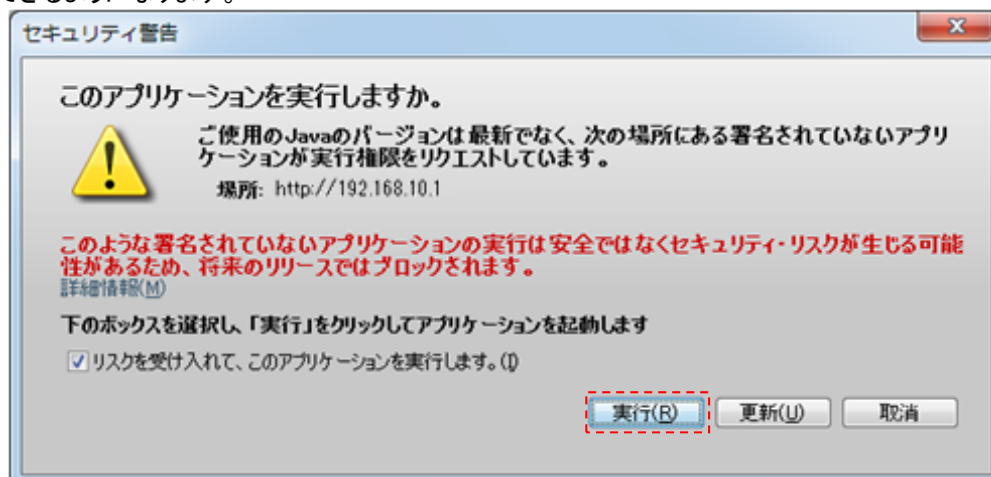 できるようになります。
セキュリティ警告
このアプリケーションを実行しますか。
ご使用のJavaのバージョンは最新でなく、次の場所にある署名されていないアプリ
ケーションが実行権限をリクエストしています。
場所: http://192.168.10.1
このような署名されていないアプリケーションの実行は安全ではなくセキュリティ・リスクが生じる可能
性があるため、将来のリリースではブロックされます。
詳細情報(M)
下のボックスを選択し、「実行」をクリックしてアプリケーションを起動します
リスクを受け入れて、このアプリケーションを実行します。(I)
実行(R) 更新(U) 取消